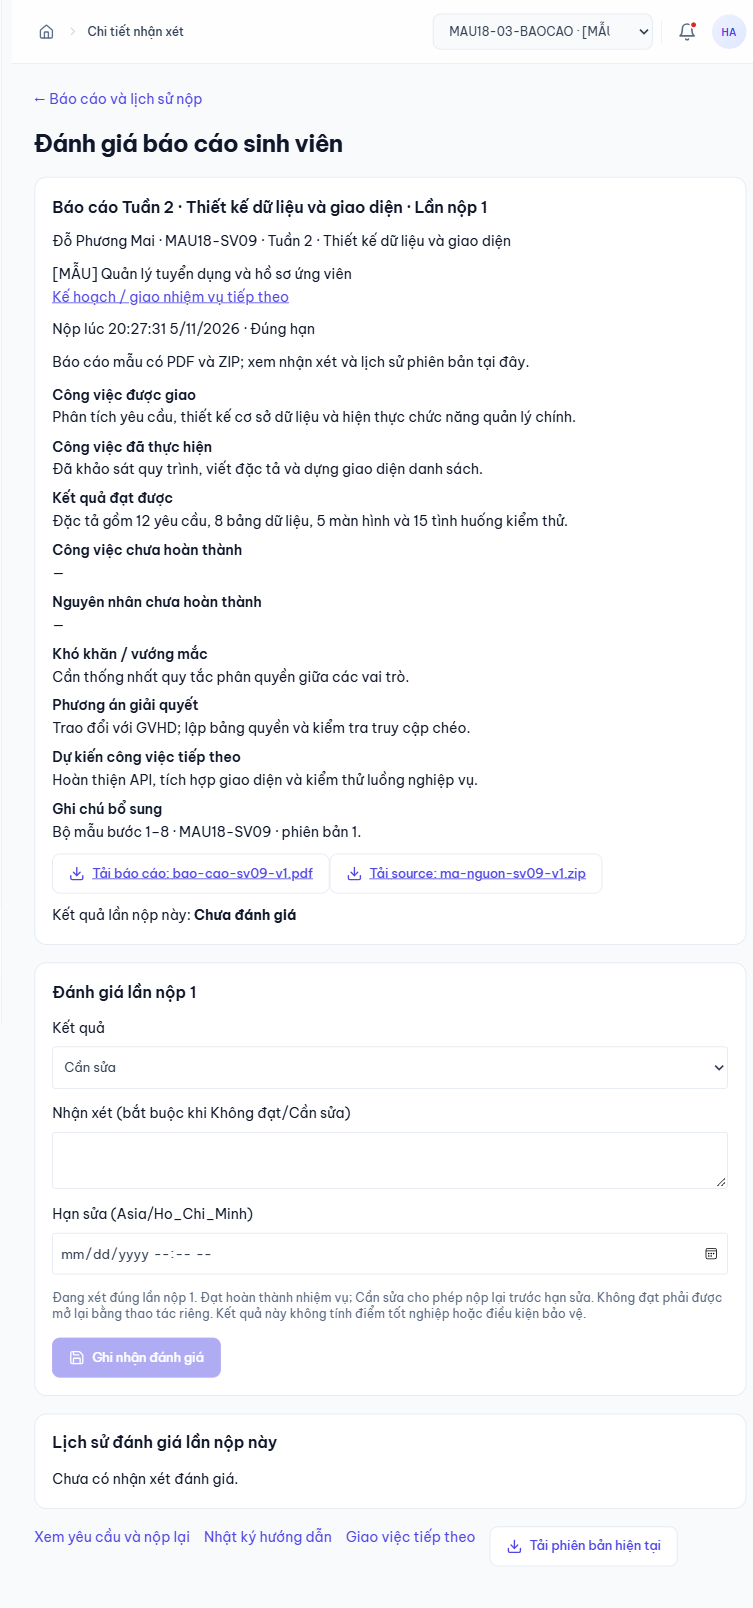 Chi tiết nhận xét
MAU18-03-BAOCAO · [MẪU
HA
← Báo cáo và lịch sử nộp
Đánh giá báo cáo sinh viên
Báo cáo Tuần 2 · Thiết kế dữ liệu và giao diện · Lần nộp 1
Đỗ Phương Mai · MAU18-SV09 · Tuần 2 · Thiết kế dữ liệu và giao diện
[MẪU] Quản lý tuyển dụng và hồ sơ ứng viên
Kế hoạch / giao nhiệm vụ tiếp theo
Nộp lúc 20:27:31 5/11/2026 · Đúng hạn
Báo cáo mẫu có PDF và ZIP; xem nhận xét và lịch sử phiên bản tại đây.
Công việc được giao
Phân tích yêu cầu, thiết kế cơ sở dữ liệu và hiện thực chức năng quản lý chính.
Công việc đã thực hiện
Đã khảo sát quy trình, viết đặc tả và dựng giao diện danh sách.
Kết quả đạt được
Đặc tả gồm 12 yêu cầu, 8 bảng dữ liệu, 5 màn hình và 15 tình huống kiểm thử.
Công việc chưa hoàn thành
—
Nguyên nhân chưa hoàn thành
—
Khó khăn / vướng mắc
Cần thống nhất quy tắc phân quyền giữa các vai trò.
Phương án giải quyết
Trao đổi với GVHD; lập bảng quyền và kiểm tra truy cập chéo.
Dự kiến công việc tiếp theo
Hoàn thiện API, tích hợp giao diện và kiểm thử luồng nghiệp vụ.
Ghi chú bổ sung
Bộ mẫu bước 1–8 · MAU18-SV09 · phiên bản 1.
Tải báo cáo: bao-cao-sv09-v1.pdf
Tải source: ma-nguon-sv09-v1.zip
Kết quả lần nộp này: Chưa đánh giá
Đánh giá lần nộp 1
Kết quả
Cần sửa
Nhận xét (bắt buộc khi Không đạt/Cần sửa)
Hạn sửa (Asia/Ho_Chi_Minh)
mm/dd/yyyy --:-- --
Đang xét đúng lần nộp 1. Đạt hoàn thành nhiệm vụ; Cần sửa cho phép nộp lại trước hạn sửa. Không đạt phải được
mở lại bằng thao tác riêng. Kết quả này không tính điểm tốt nghiệp hoặc điều kiện bảo vệ.
Ghi nhận đánh giá
Lịch sử đánh giá lần nộp này
Chưa có nhận xét đánh giá.
Xem yêu cầu và nộp lại
Nhật ký hướng dẫn
Giao việc tiếp theo
Tải phiên bản hiện tại